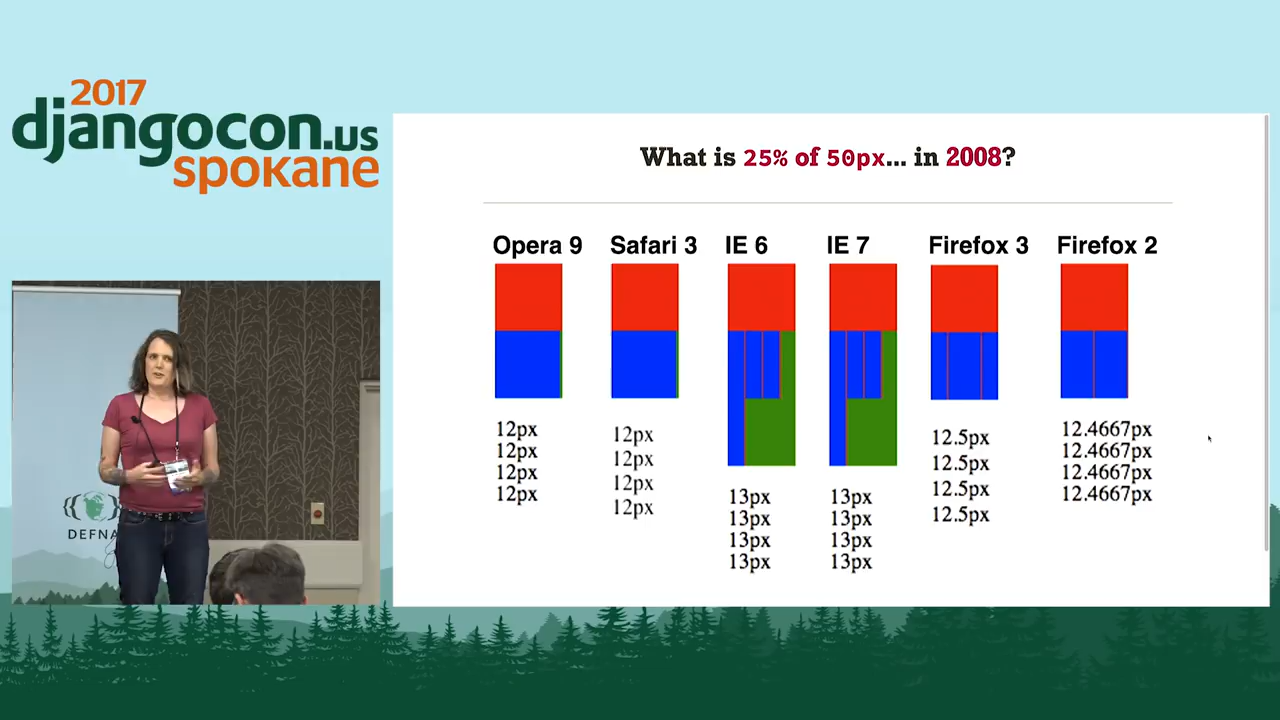 2017
djangocon.us
spokane
What is 25% of 50px... in 2008?
Opera 9
Safari 3
IE 6
IE 7
Firefox 3
Firefox 2
12px
12px
12px
12px
12px
12px
12px
12px
13px
13px
13px
13px
13px
13px
13px
13px
12.5px
12.5px
12.5px
12.5px
12.4667px
12.4667px
12.4667px
12.4667px
DEFNA